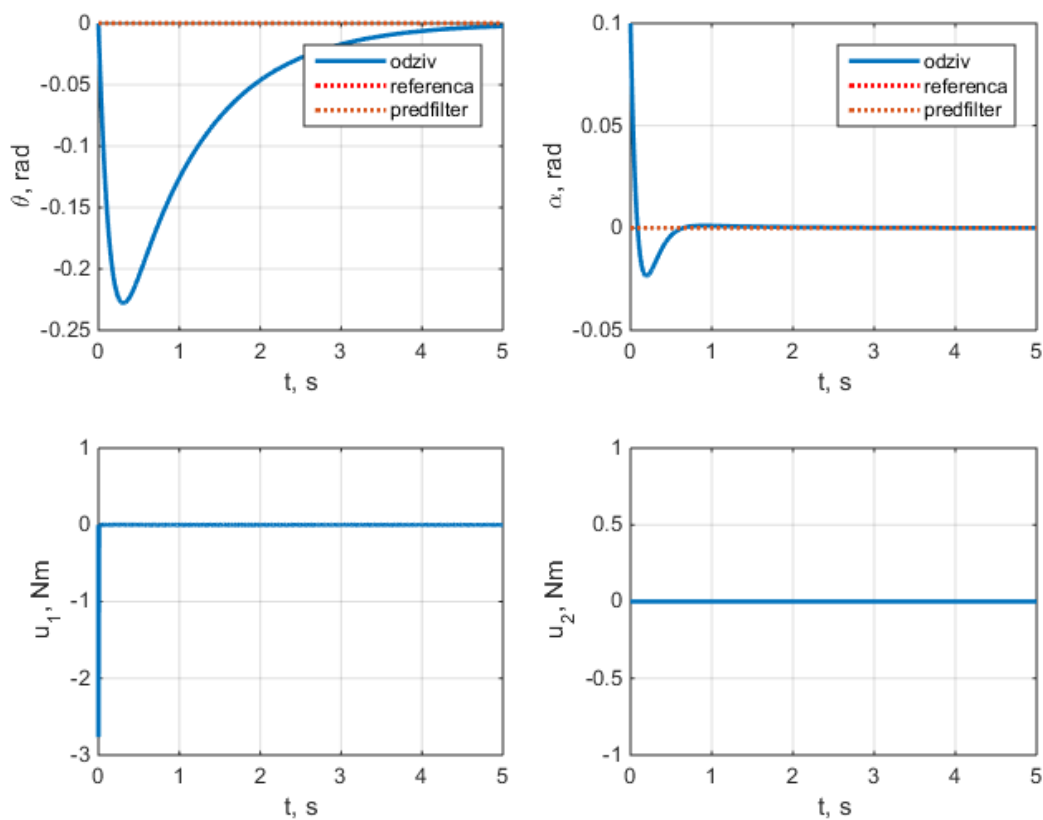 0
-0.05
-0.1
-0.15
-0.2
-0.25
θ, rad
odziv
referenca
predfilter
0 1 2 3 4 5
t, s
0.1
0.05
0
-0.05
α, rad
odziv
referenca
predfilter
0 1 2 3 4 5
t, s
1
0
-1
-2
-3
u₁, Nm
0 1 2 3 4 5
t, s
1
0.5
0
-0.5
-1
u₂, Nm
0 1 2 3 4 5
t, s